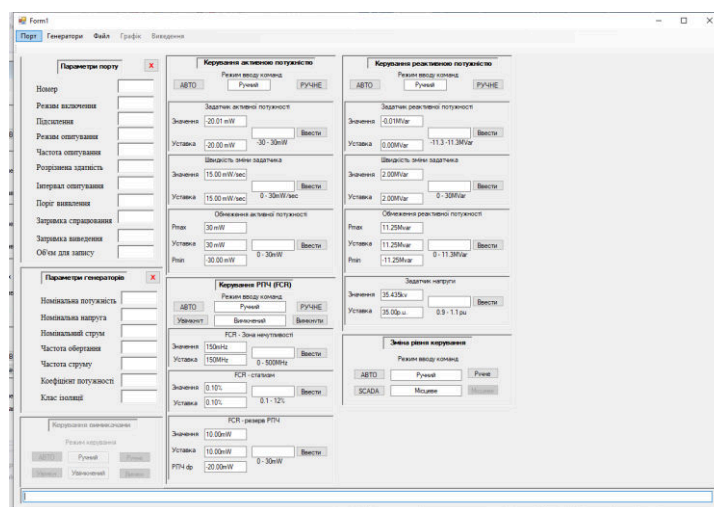 Form1
Порт Генератори Файл Графік Виведення
Параметри порту X
Номер
Режим включення
Підсилення
Режим опитування
Частота опитування
Розрізнена здатність
Інтервал опитування
Поріг виявлення
Затримка спрацювання
Затримка виведення
Об'єм для запису
Параметри генераторів X
Номінальна потужність
Номінальна напруга
Номінальний струм
Частота обертання
Частота струму
Коефіцієнт потужності
Клас ізоляції
Керування вимикачами
Режим керування
АВТО Ручний Ручне
Увімкнений
Керування активною потужністю
Режим вводу команд
АВТО Ручний РУЧНЕ
Задатчик активної потужності
Значення -20.01 mW
Ввести
Уставка -20.00 mW -30 - 30mW
Швидкість зміни задатчика
Значення 15.00 mW/sec
Ввести
Уставка 15.00 mW/sec 0 - 30mW/sec
Обмеження активної потужності
Pmax 30 mW
Уставка 30 mW Ввести
Pmin -30.00 mW 0 - 30mW
Керування РПЧ (FCR)
Режим вводу команд
АВТО Ручний РУЧНЕ
Увімкнут Вимкнений Вимкнути
FCR - Зона нечутливості
Значення 150mHz
Ввести
Уставка 150MHz 0 - 500MHz
FCR - статизм
Значення 0.10%
Ввести
Уставка 0.10% 0.1 - 12%
FCR - резерв РПЧ
Значення 10.00mW
Уставка 10.00mW Ввести
РПЧ dp -20.00mW 0 - 30mW
Керування реактивною потужністю
Режим вводу команд
АВТО Ручний РУЧНЕ
Задатчик реактивної потужності
Значення -0.01MVar
Ввести
Уставка 0.00MVar -11.3 -11.3MVar
Швидкість зміни задатчика
Значення 2.00MVar
Ввести
Уставка 2.00MVar 0 - 30MVar
Обмеження реактивної потужності
Pmax 11.25Mvar
Уставка 11.25Mvar Ввести
Pmin -11.25Mvar 0 - 11.3MVar
Задатчик напруги
Значення 35.435kv
Ввести
Уставка 35.00p.u. 0.9 - 1.1 pu
Зміна рівня керування
Режим вводу команд
АВТО Ручний Ручне
SCADA Місцеве Місцеве